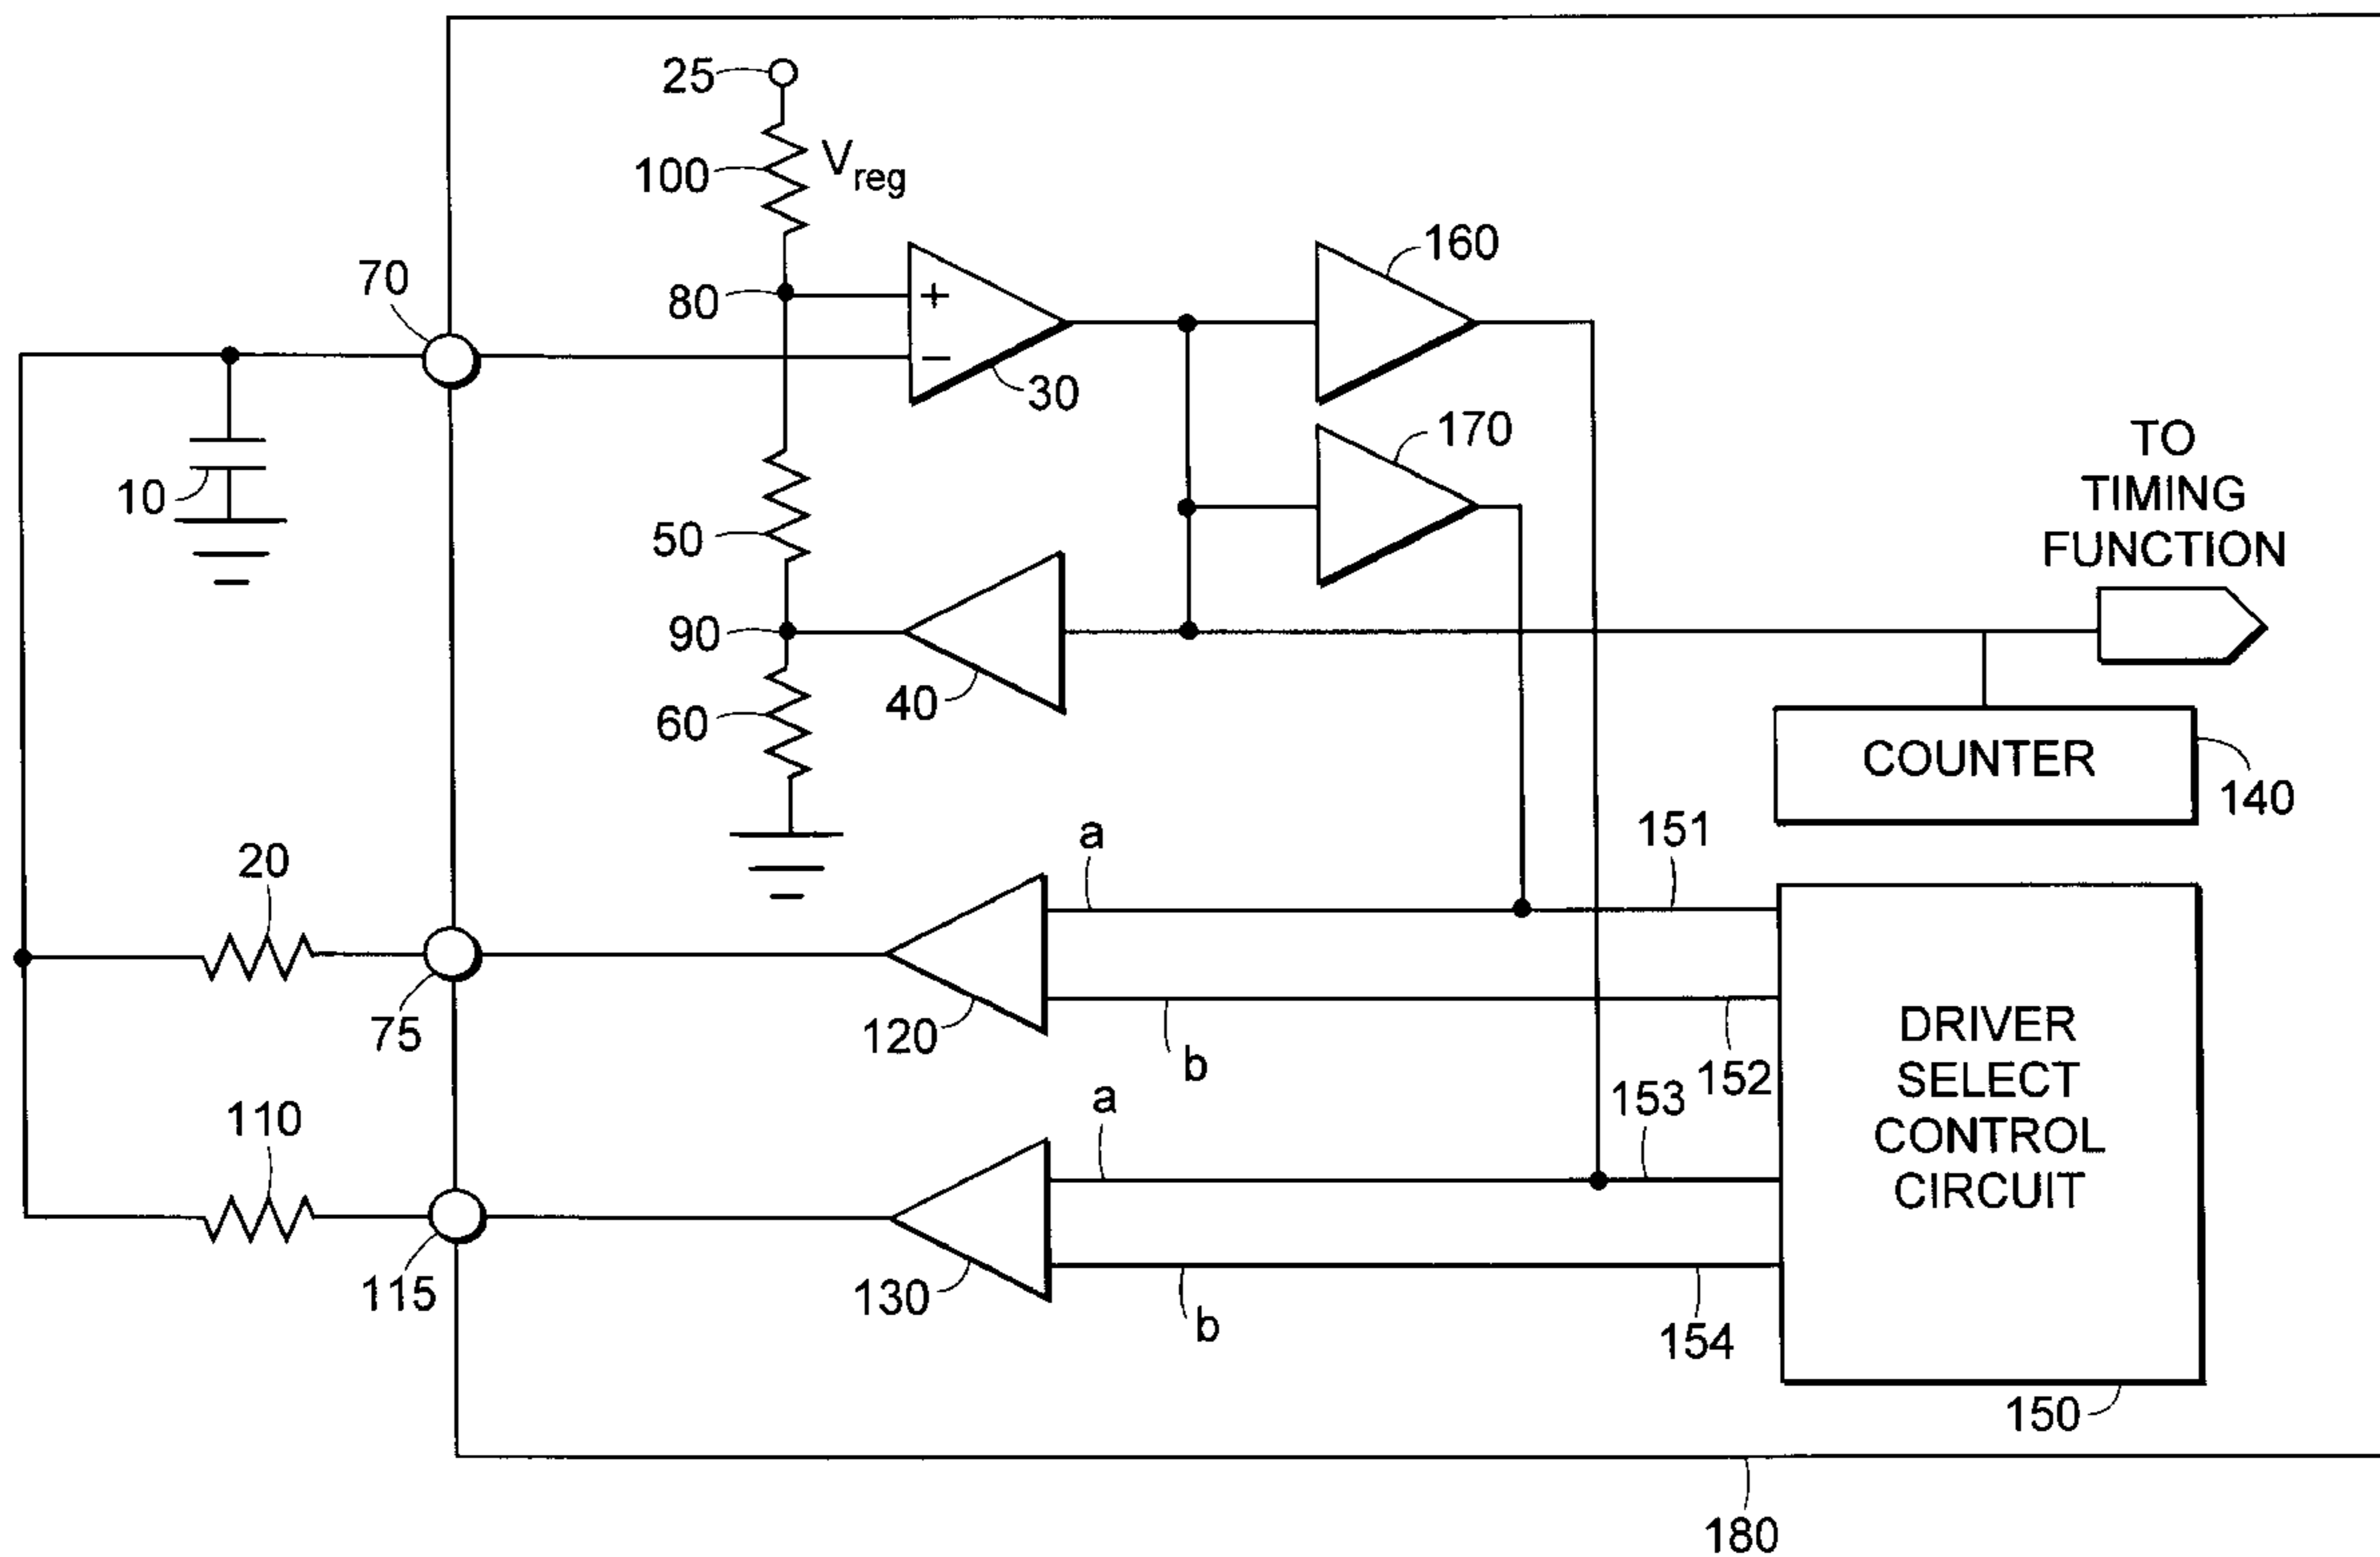 25
100
V_reg
160
70
80
+
−
30
170
TO
TIMING
FUNCTION
10
50
90
40
60
COUNTER
140
20
a
151
75
120
b
152
DRIVER
SELECT
CONTROL
CIRCUIT
110
a
153
115
130
b
154
150
180